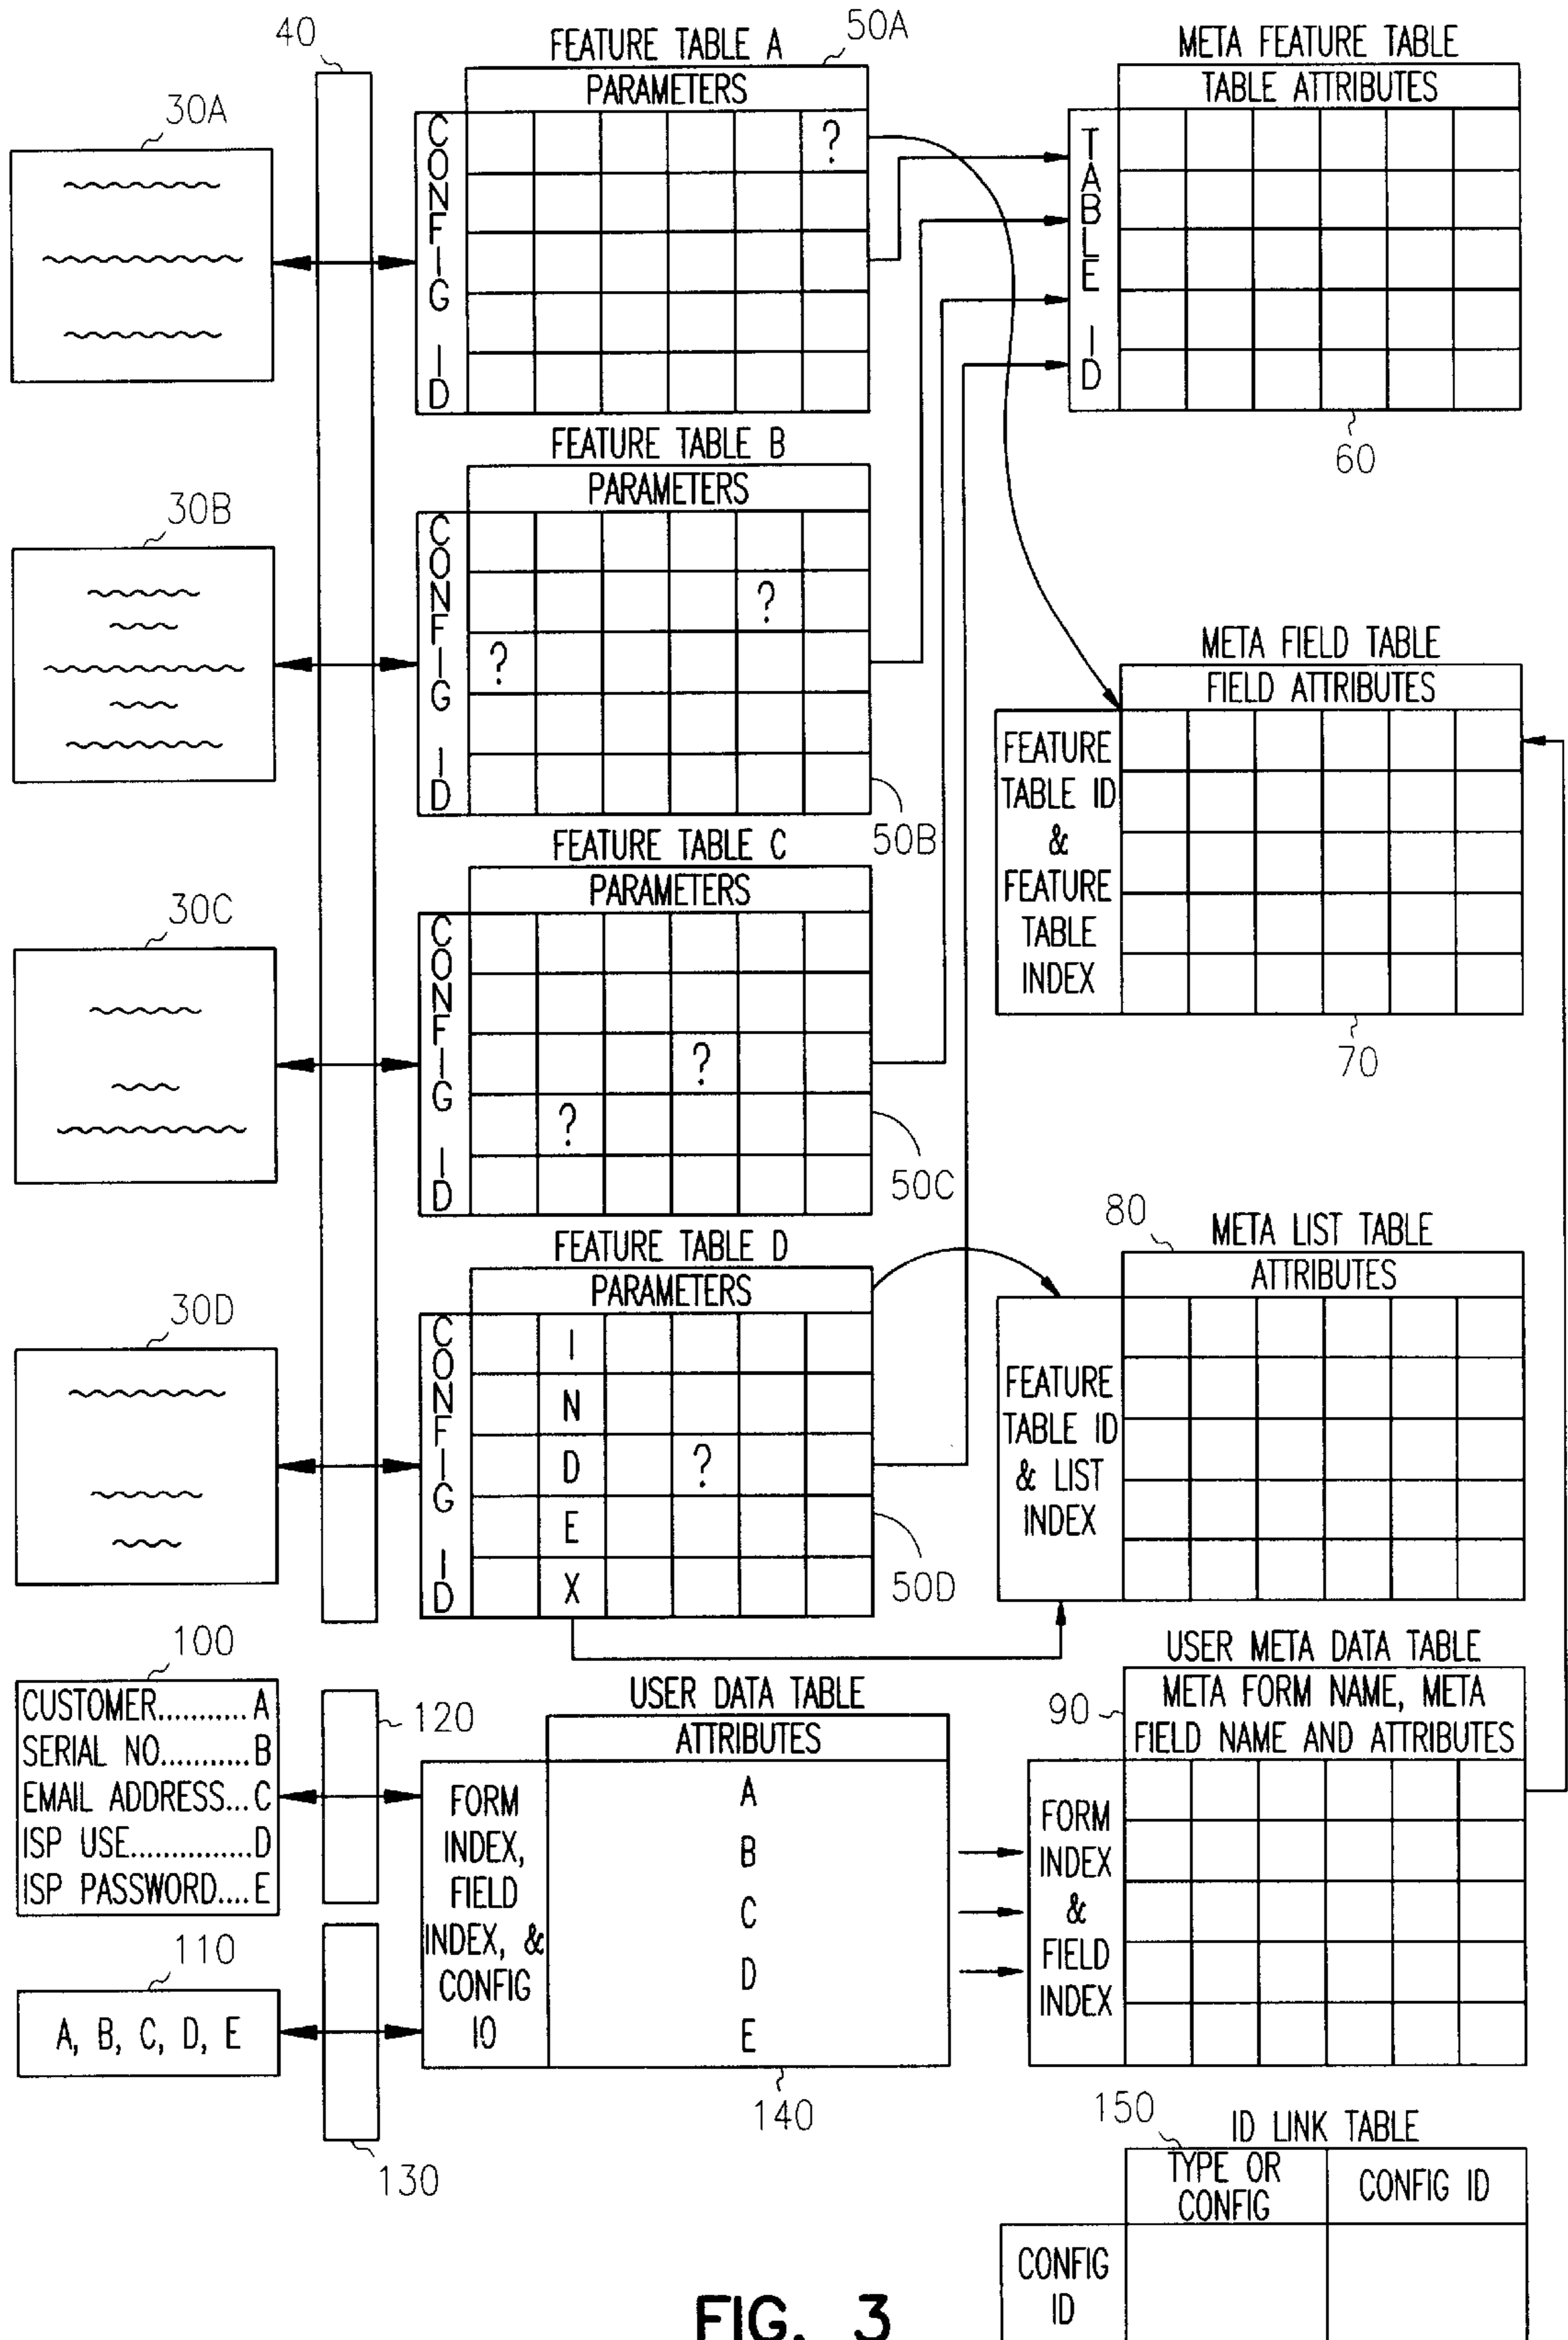 40
30A
FEATURE TABLE A
50A
PARAMETERS
CONFIG ID
?
META FEATURE TABLE
TABLE ATTRIBUTES
TABLE ID
60
30B
FEATURE TABLE B
PARAMETERS
CONFIG ID
?
?
50B
META FIELD TABLE
FIELD ATTRIBUTES
FEATURE
TABLE ID
&
FEATURE
TABLE
INDEX
70
30C
FEATURE TABLE C
PARAMETERS
CONFIG ID
?
?
50C
80
META LIST TABLE
ATTRIBUTES
FEATURE
TABLE ID
& LIST
INDEX
30D
FEATURE TABLE D
PARAMETERS
CONFIG ID
INDEX
?
50D
100
CUSTOMER...........A
SERIAL NO...........B
EMAIL ADDRESS...C
ISP USE...............D
ISP PASSWORD....E
120
110
A, B, C, D, E
130
USER DATA TABLE
ATTRIBUTES
FORM
INDEX,
FIELD
INDEX, &
CONFIG
IO
A
B
C
D
E
140
USER META DATA TABLE
90
META FORM NAME, META
FIELD NAME AND ATTRIBUTES
FORM
INDEX
&
FIELD
INDEX
150
ID LINK TABLE
TYPE OR
CONFIG
CONFIG ID
CONFIG
ID
FIG. 3